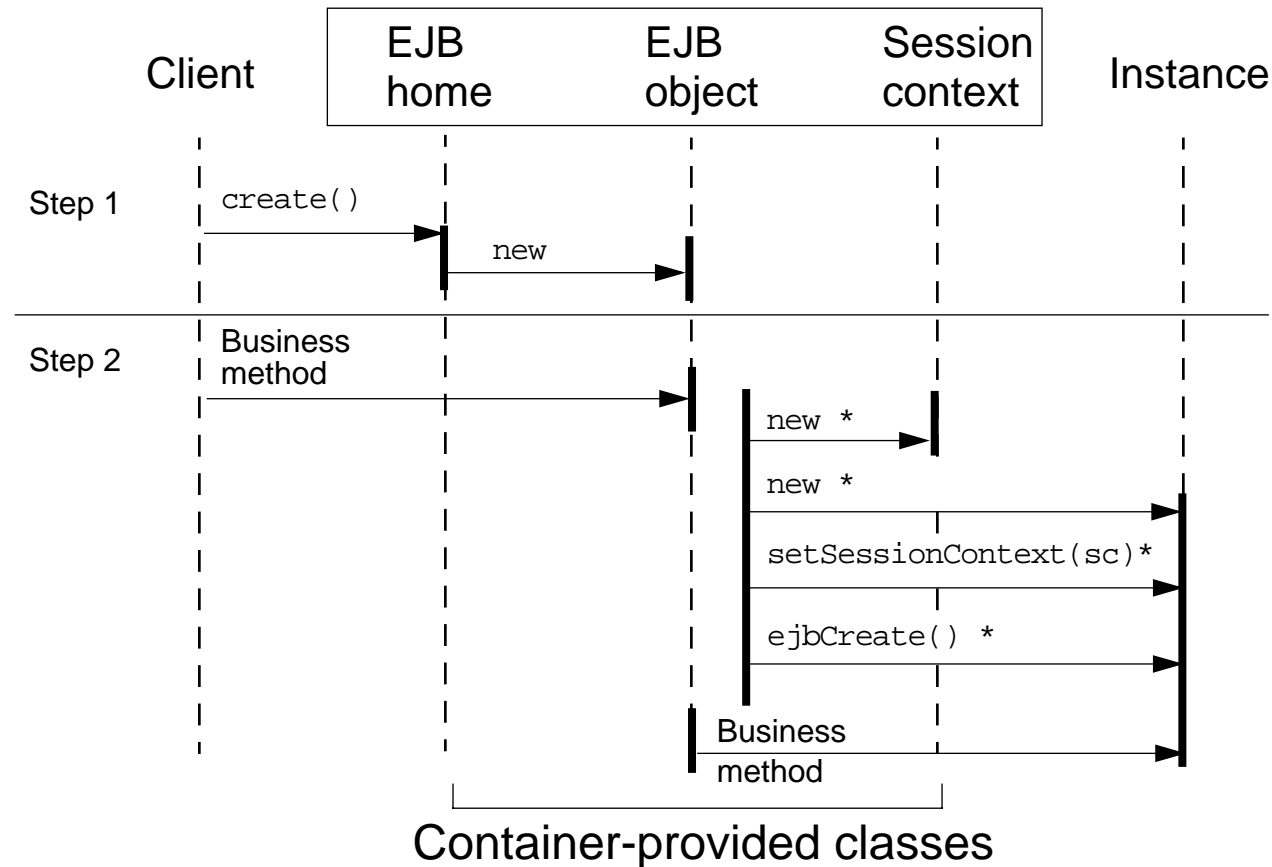 Client
EJB
home
EJB
object
Session
context
Instance
Step 1
create()
new
Step 2
Business
method
new *
new *
setSessionContext(sc)*
ejbCreate() *
Business
method
Container-provided classes